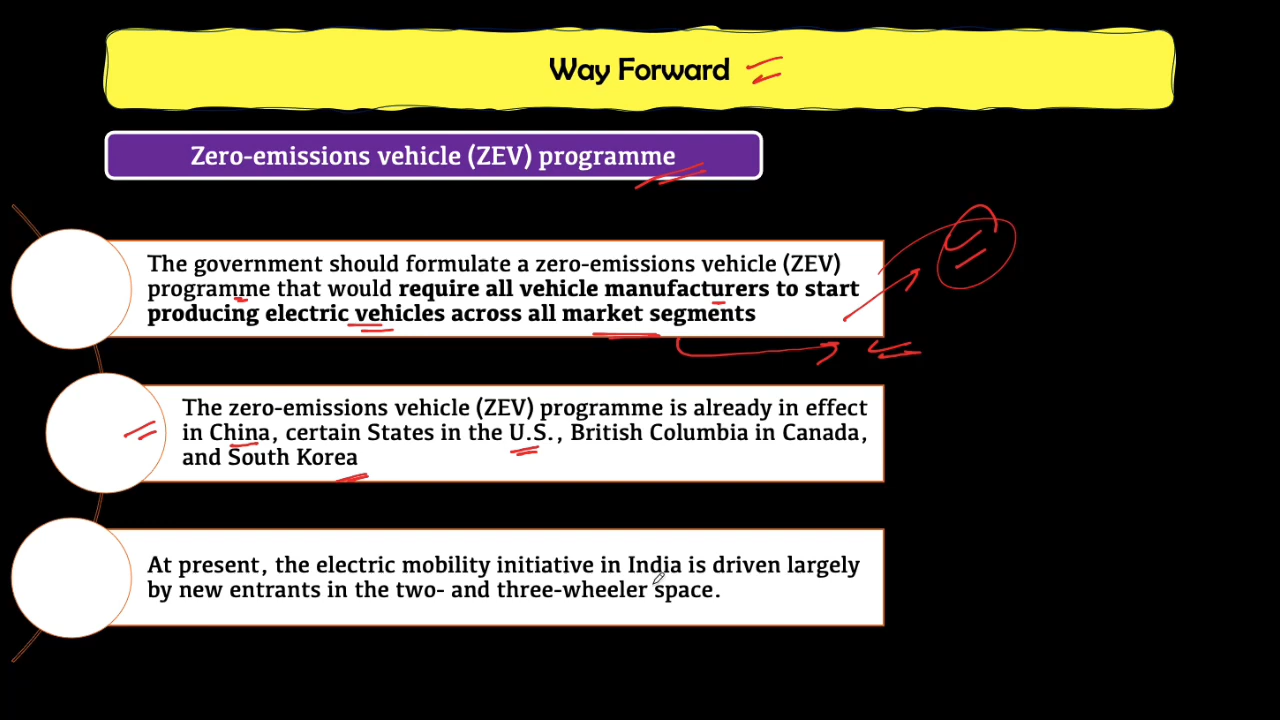 Way Forward
Zero-emissions vehicle (ZEV) programme
The government should formulate a zero-emissions vehicle (ZEV)
programme that would require all vehicle manufacturers to start
producing electric vehicles across all market segments
The zero-emissions vehicle (ZEV) programme is already in effect
in China, certain States in the U.S., British Columbia in Canada,
and South Korea
At present, the electric mobility initiative in India is driven largely
by new entrants in the two- and three-wheeler space.